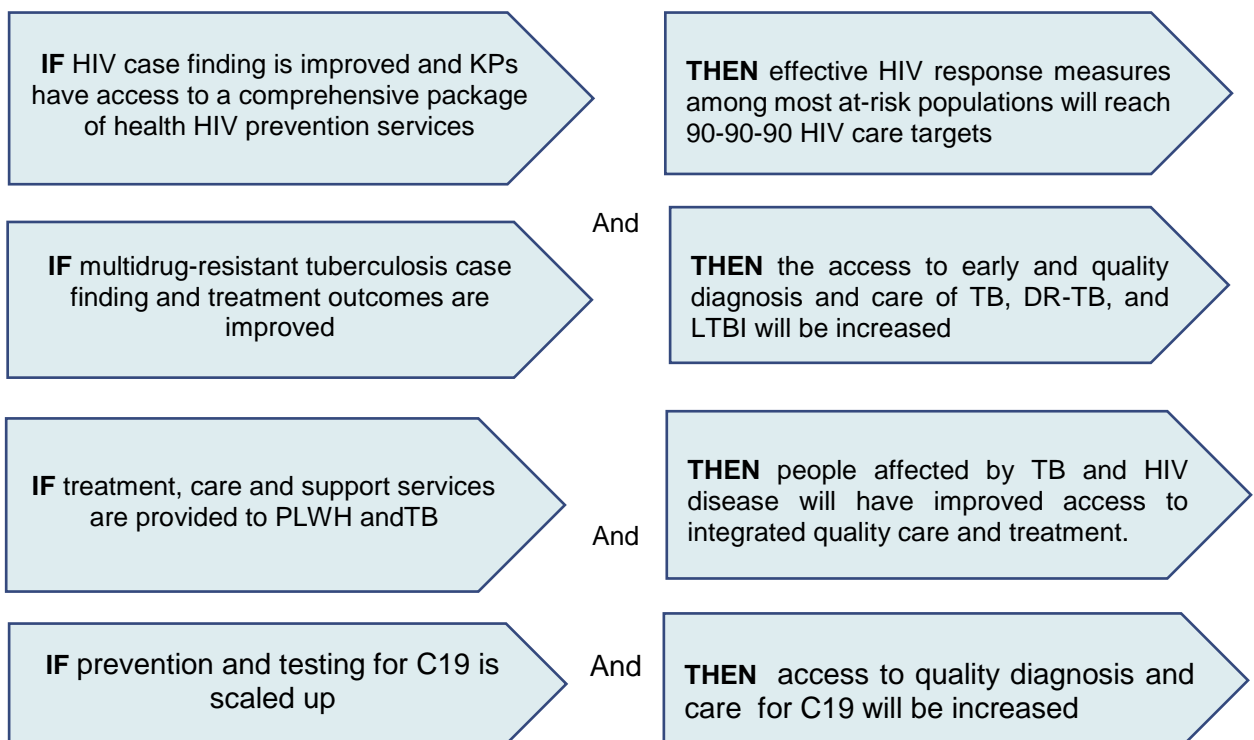 IF HIV case finding is improved and KPs
have access to a comprehensive package
of health HIV prevention services
THEN effective HIV response measures
among most at-risk populations will reach
90-90-90 HIV care targets
And
IF multidrug-resistant tuberculosis case
finding and treatment outcomes are
improved
THEN the access to early and quality
diagnosis and care of TB, DR-TB, and
LTBI will be increased
IF treatment, care and support services
are provided to PLWH andTB
And
THEN people affected by TB and HIV
disease will have improved access to
integrated quality care and treatment.
IF prevention and testing for C19 is
scaled up
And
THEN access to quality diagnosis and
care for C19 will be increased